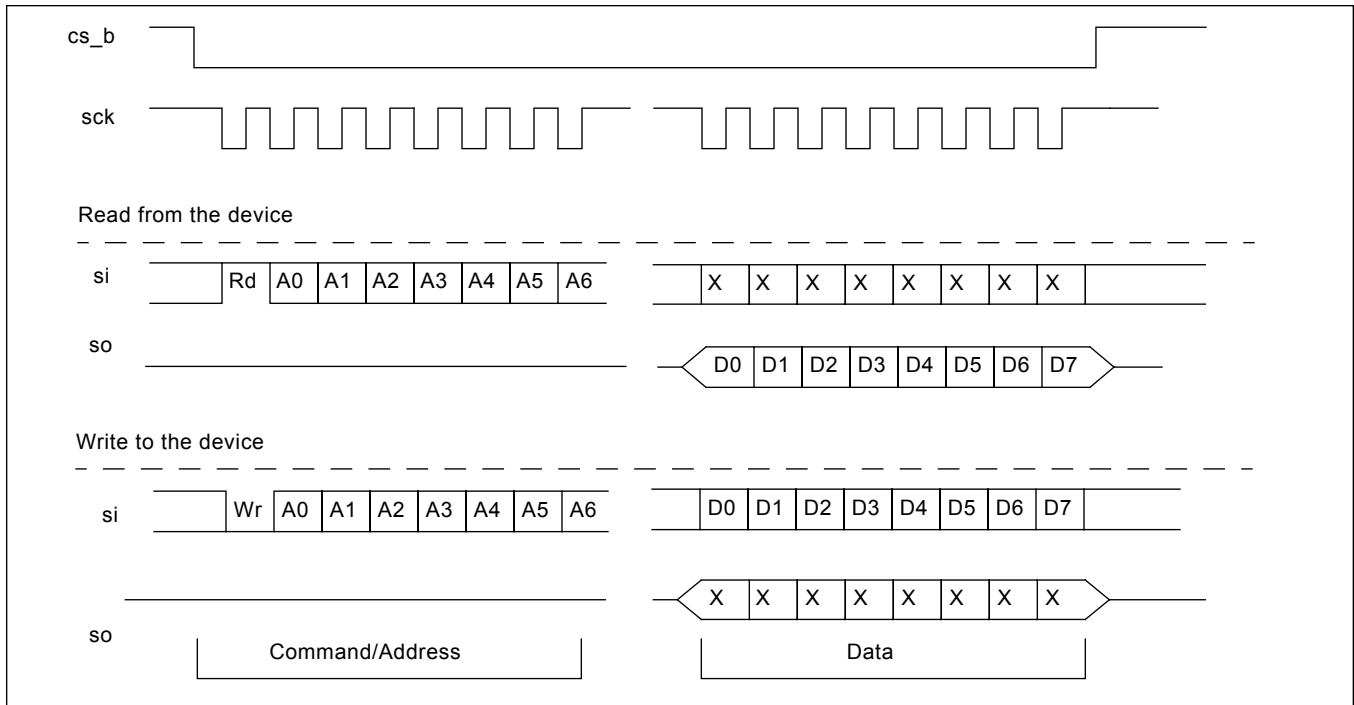 cs_b
sck
Read from the device
si Rd A0 A1 A2 A3 A4 A5 A6 X X X X X X X X
so D0 D1 D2 D3 D4 D5 D6 D7
Write to the device
si Wr A0 A1 A2 A3 A4 A5 A6 D0 D1 D2 D3 D4 D5 D6 D7
so X X X X X X X X
Command/Address Data